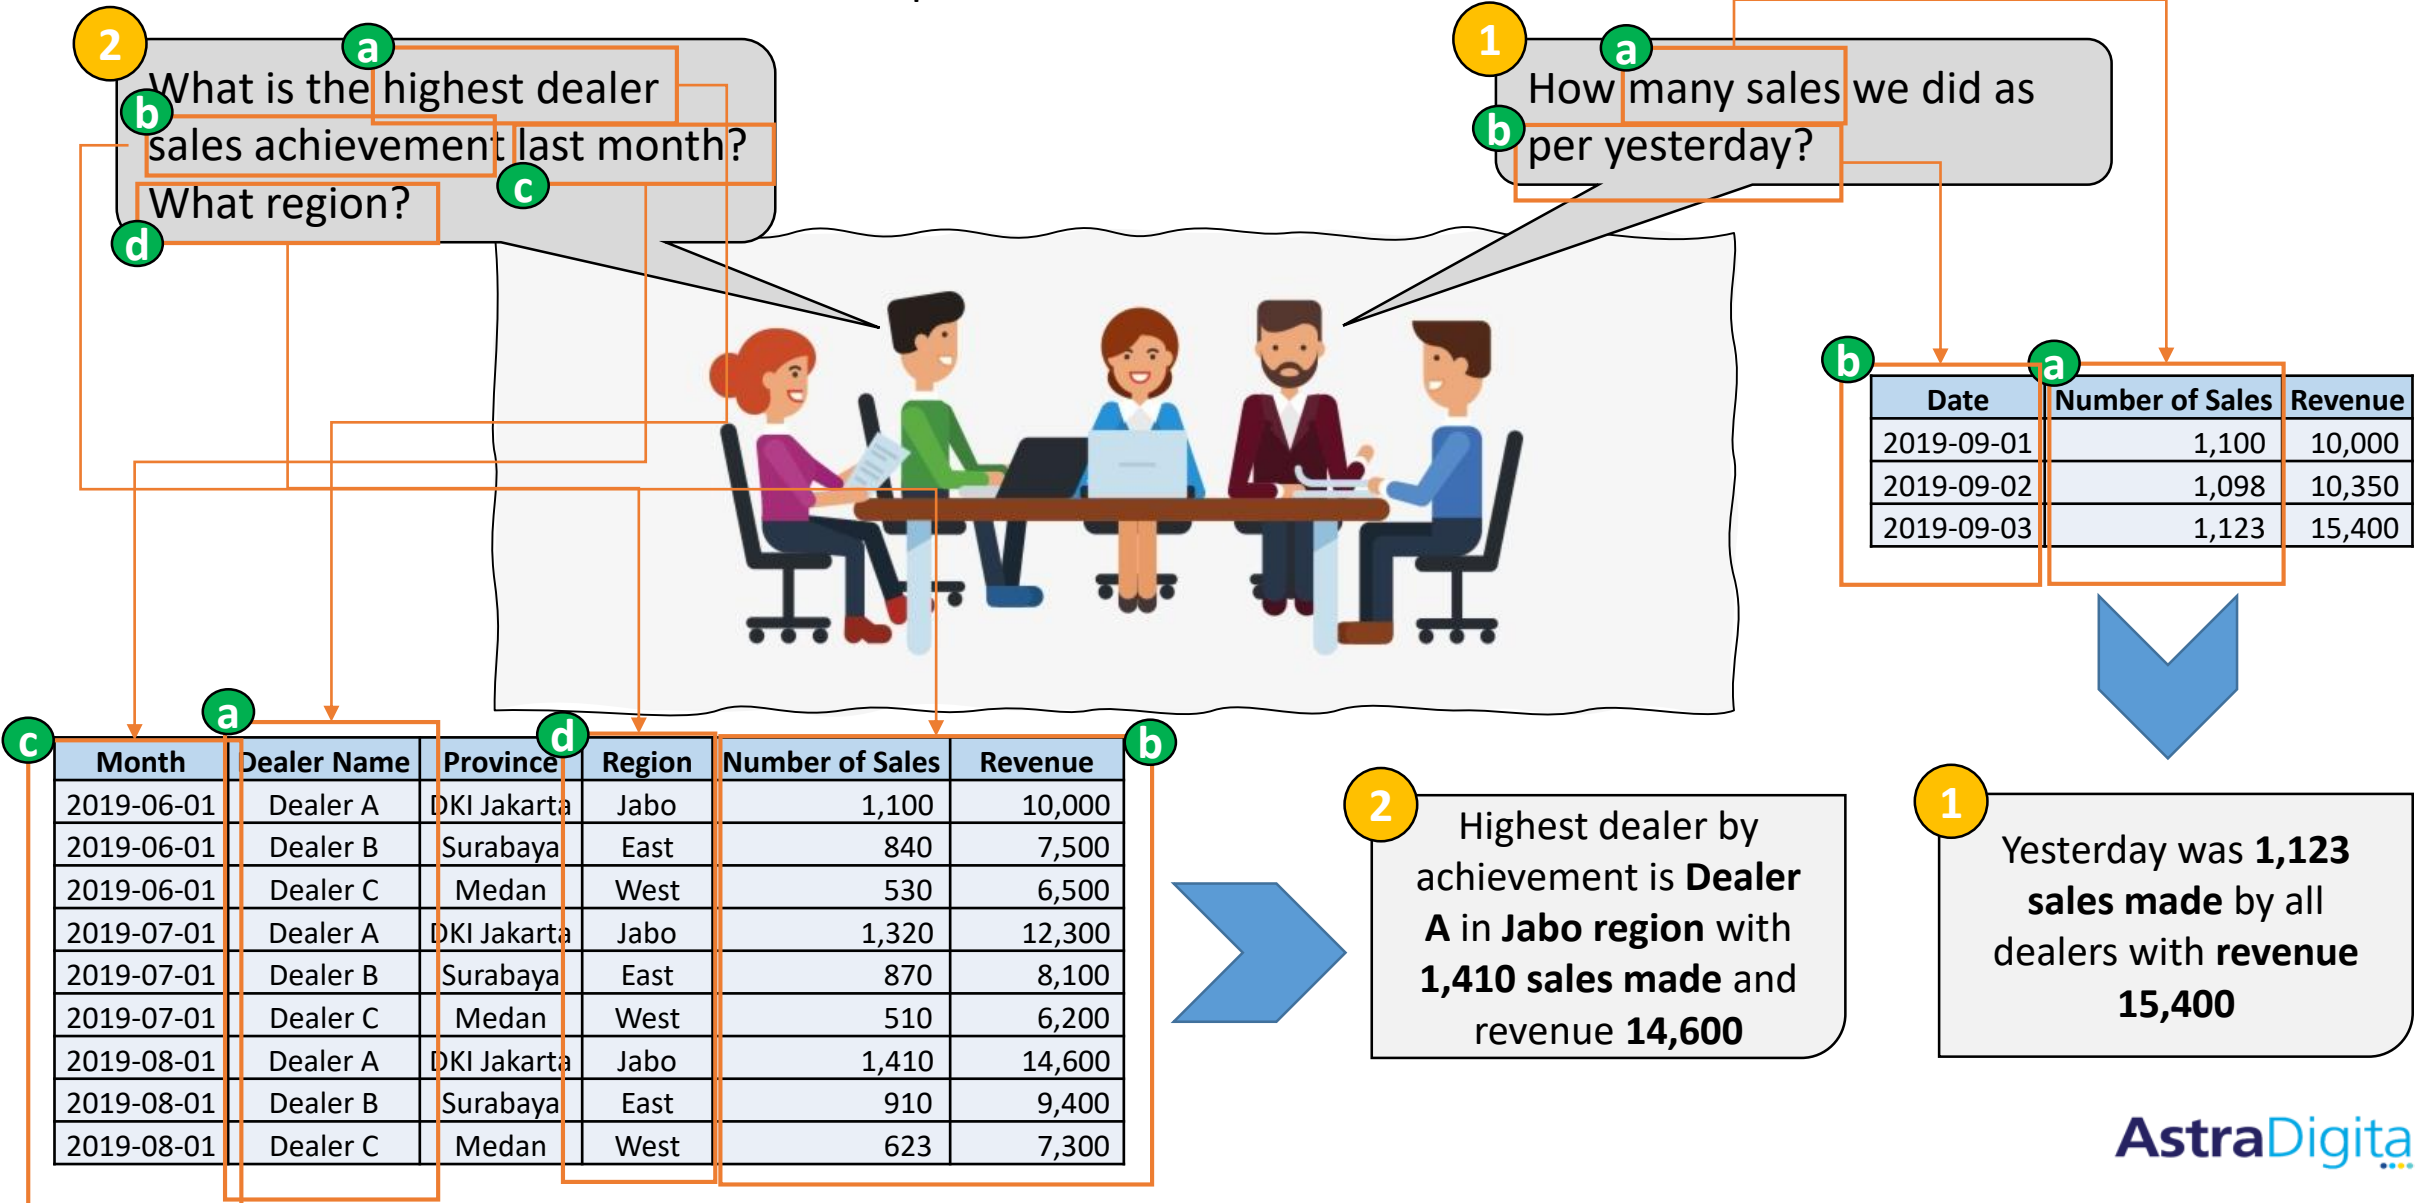 2
a
What is the highest dealer
b
sales achievement last month?
c
What region?
d
1
a
How many sales we did as
b
per yesterday?
b
a
Date Number of Sales Revenue
2019-09-01 1,100 10,000
2019-09-02 1,098 10,350
2019-09-03 1,123 15,400
c
a
d
b
Month Dealer Name Province Region Number of Sales Revenue
2019-06-01 Dealer A DKI Jakarta Jabo 1,100 10,000
2019-06-01 Dealer B Surabaya East 840 7,500
2019-06-01 Dealer C Medan West 530 6,500
2019-07-01 Dealer A DKI Jakarta Jabo 1,320 12,300
2019-07-01 Dealer B Surabaya East 870 8,100
2019-07-01 Dealer C Medan West 510 6,200
2019-08-01 Dealer A DKI Jakarta Jabo 1,410 14,600
2019-08-01 Dealer B Surabaya East 910 9,400
2019-08-01 Dealer C Medan West 623 7,300
2
Highest dealer by
achievement is Dealer
A in Jabo region with
1,410 sales made and
revenue 14,600
1
Yesterday was 1,123
sales made by all
dealers with revenue
15,400
AstraDigita